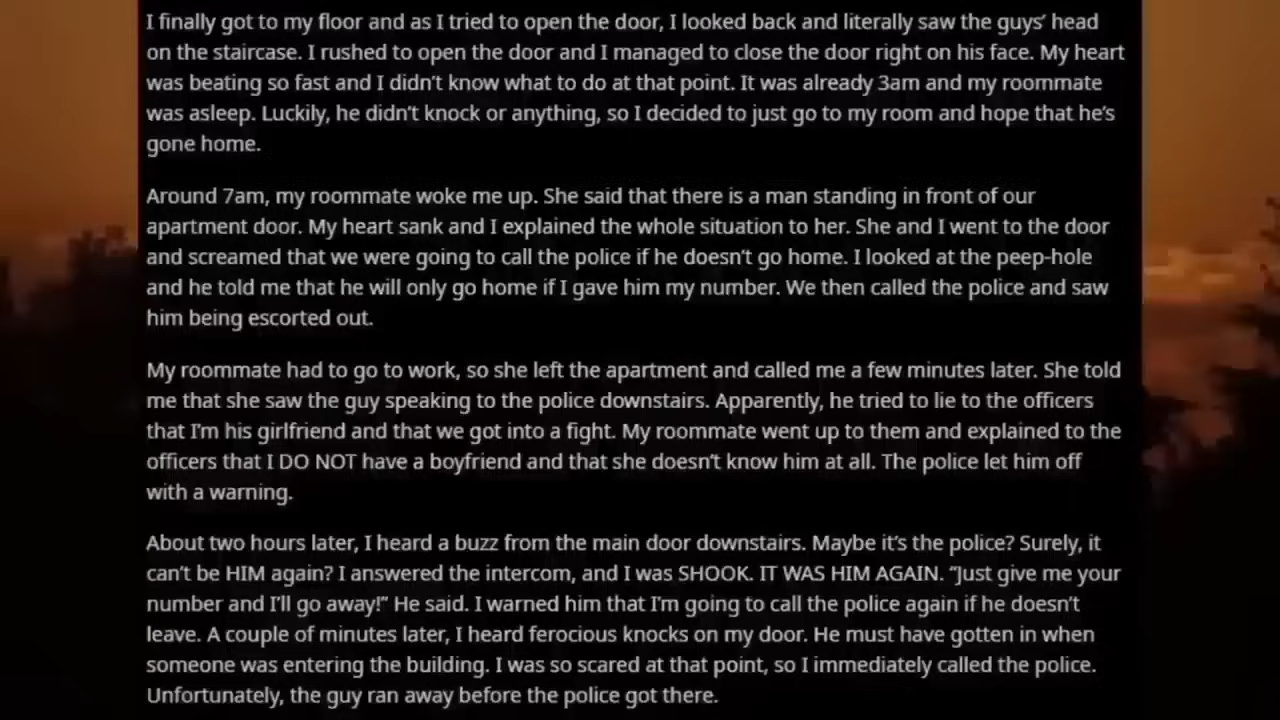 I finally got to my floor and as I tried to open the door, I looked back and literally saw the guys’ head
on the staircase. I rushed to open the door and I managed to close the door right on his face. My heart
was beating so fast and I didn’t know what to do at that point. It was already 3am and my roommate
was asleep. Luckily, he didn’t knock or anything, so I decided to just go to my room and hope that he’s
gone home.
Around 7am, my roommate woke me up. She said that there is a man standing in front of our
apartment door. My heart sank and I explained the whole situation to her. She and I went to the door
and screamed that we were going to call the police if he doesn’t go home. I looked at the peep-hole
and he told me that he will only go home if I gave him my number. We then called the police and saw
him being escorted out.
My roommate had to go to work, so she left the apartment and called me a few minutes later. She told
me that she saw the guy speaking to the police downstairs. Apparently, he tried to lie to the officers
that I’m his girlfriend and that we got into a fight. My roommate went up to them and explained to the
officers that I DO NOT have a boyfriend and that she doesn’t know him at all. The police let him off
with a warning.
About two hours later, I heard a buzz from the main door downstairs. Maybe it’s the police? Surely, it
can’t be HIM again? I answered the intercom, and I was SHOOK. IT WAS HIM AGAIN. “Just give me your
number and I’ll go away!” He said. I warned him that I’m going to call the police again if he doesn’t
leave. A couple of minutes later, I heard ferocious knocks on my door. He must have gotten in when
someone was entering the building. I was so scared at that point, so I immediately called the police.
Unfortunately, the guy ran away before the police got there.